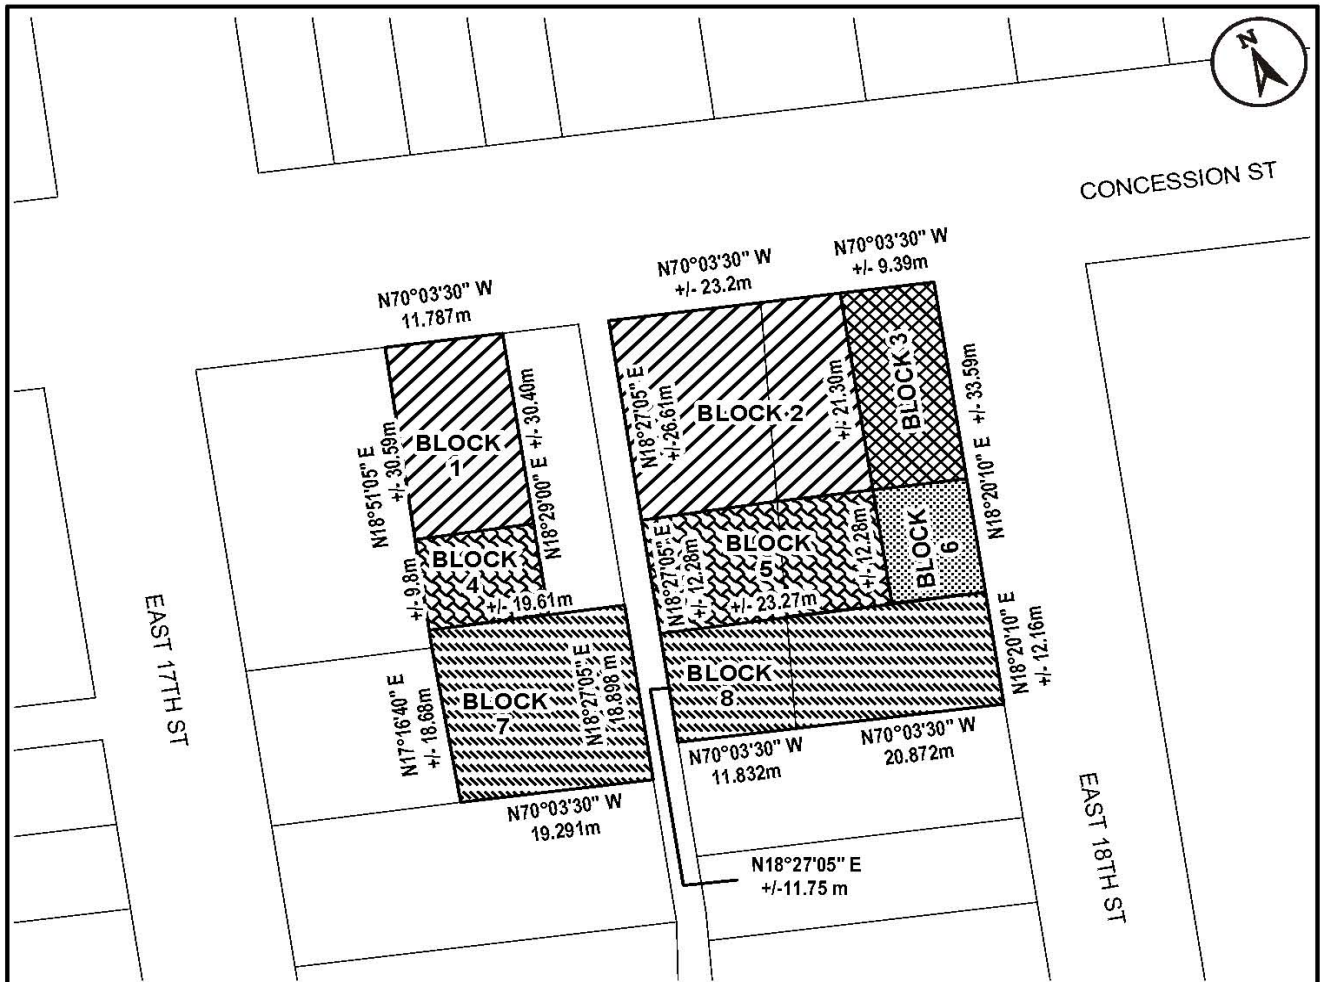 N
CONCESSION ST
N70°03'30" W
+/- 9.39m
N70°03'30" W
+/- 23.2m
N70°03'30" W
11.787m
BLOCK 3
+/- 33.59m
N18°20'10" E
N18°27'05" E
+/-26.61m
BLOCK 2
+/- 21.30m
+/- 30.40m
N18°29'00" E
BLOCK
1
N18°51'05" E
+/- 30.59m
BLOCK
4
+/- 9.8m
+/- 19.61m
N18°27'05" E
+/- 12.28m
BLOCK
5
+/- 12.28m
+/- 23.27m
BLOCK
6
EAST 17TH ST
N18°20'10" E
+/- 12.16m
BLOCK
8
N17°16'40" E
+/- 18.68m
BLOCK
7
N18°27'05" E
18.898 m
N70°03'30" W
11.832m
N70°03'30" W
20.872m
N70°03'30" W
19.291m
EAST 18TH ST
N18°27'05" E
+/-11.75 m